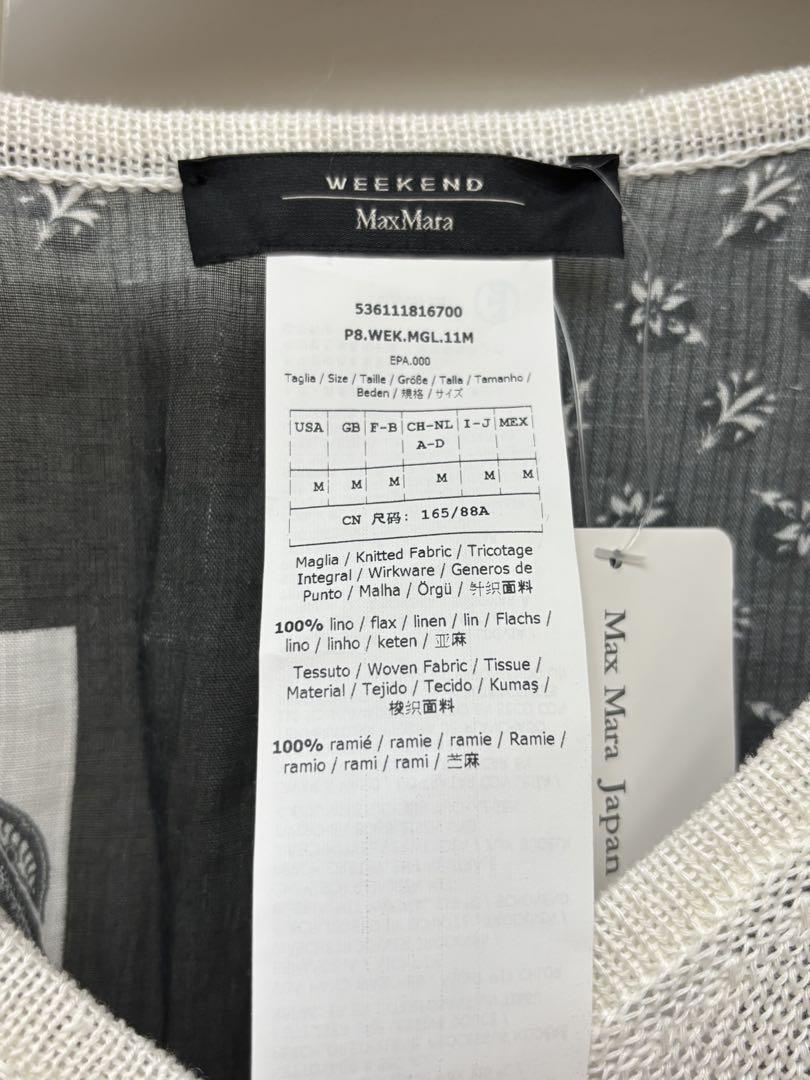 WEEKEND
MaxMara
536111816700
P8.WEK.MGL.11M
EPA.000
Taglia / Size / Taille / Größe / Talla / Tamanho /
Beden / 規格 / サイズ
USA GB F-B CH-NL I-J MEX
A-D
M M M M M M
CN 尺码: 165/88A
Maglia / Knitted Fabric / Tricotage
Integral / Wirkware / Generos de
Punto / Malha / Örgü / 针织面料
100% lino / flax / linen / lin / Flachs /
lino / linho / keten / 亚麻
Tessuto / Woven Fabric / Tissue /
Material / Tejido / Tecido / Kumaş /
梭织面料
100% ramié / ramie / ramie / Ramie /
ramio / rami / rami / 苎麻
Max Mara Japan